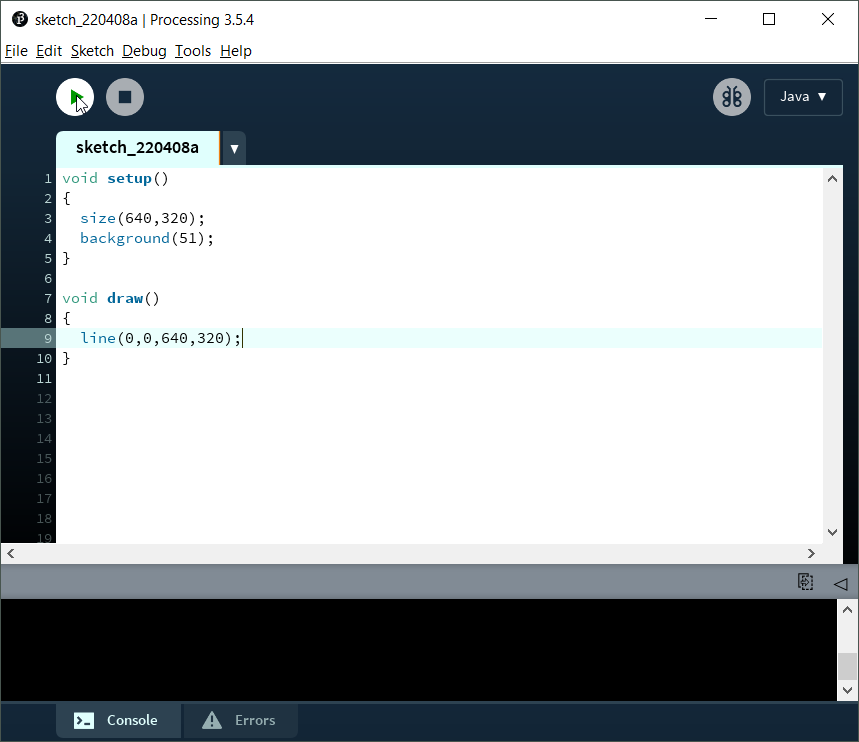 sketch_220408a | Processing 3.5.4
File Edit Sketch Debug Tools Help
Java ▼
sketch_220408a ▼
1 void setup()
2 {
3   size(640,320);
4   background(51);
5 }
6
7 void draw()
8 {
9   line(0,0,640,320);
10 }
11
12
13
14
15
16
17
18
19
Console Errors